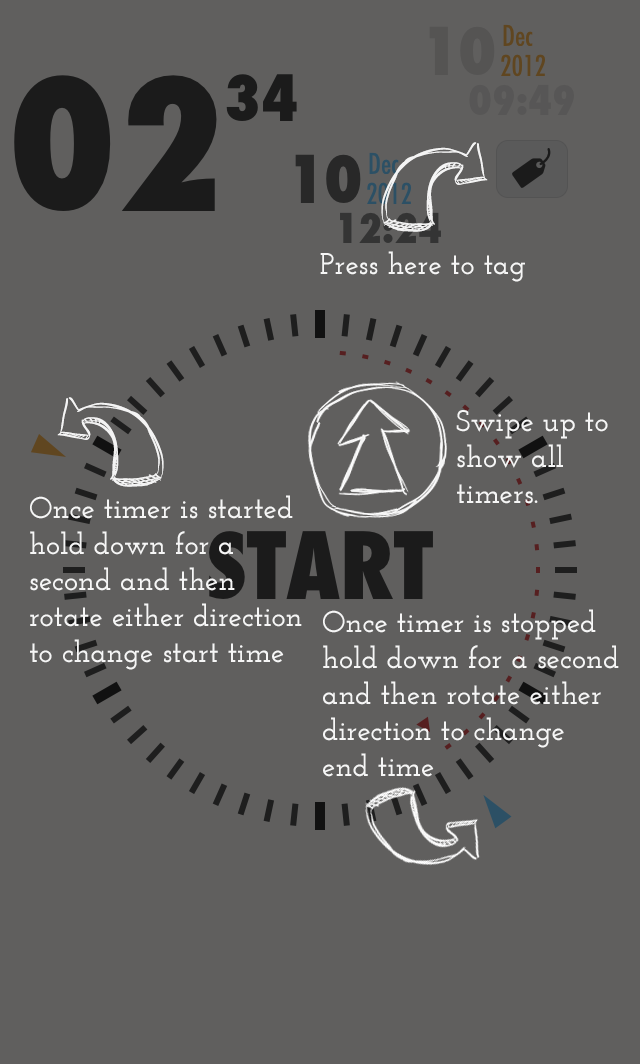 10 Dec
2012
09:49
02 34
10 Dec
2012
12:24
Press here to tag
Swipe up to
show all
timers.
Once timer is started
hold down for a
second and then
rotate either direction
to change start time
START
Once timer is stopped
hold down for a second
and then rotate either
direction to change
end time